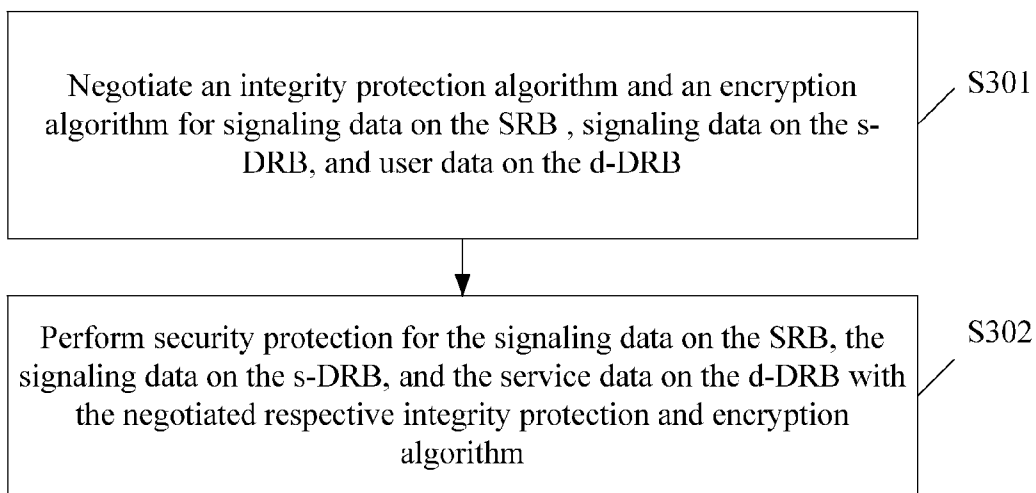 Negotiate an integrity protection algorithm and an encryption
algorithm for signaling data on the SRB , signaling data on the s-
DRB, and user data on the d-DRB
S301
Perform security protection for the signaling data on the SRB, the
signaling data on the s-DRB, and the service data on the d-DRB with
the negotiated respective integrity protection and encryption
algorithm
S302